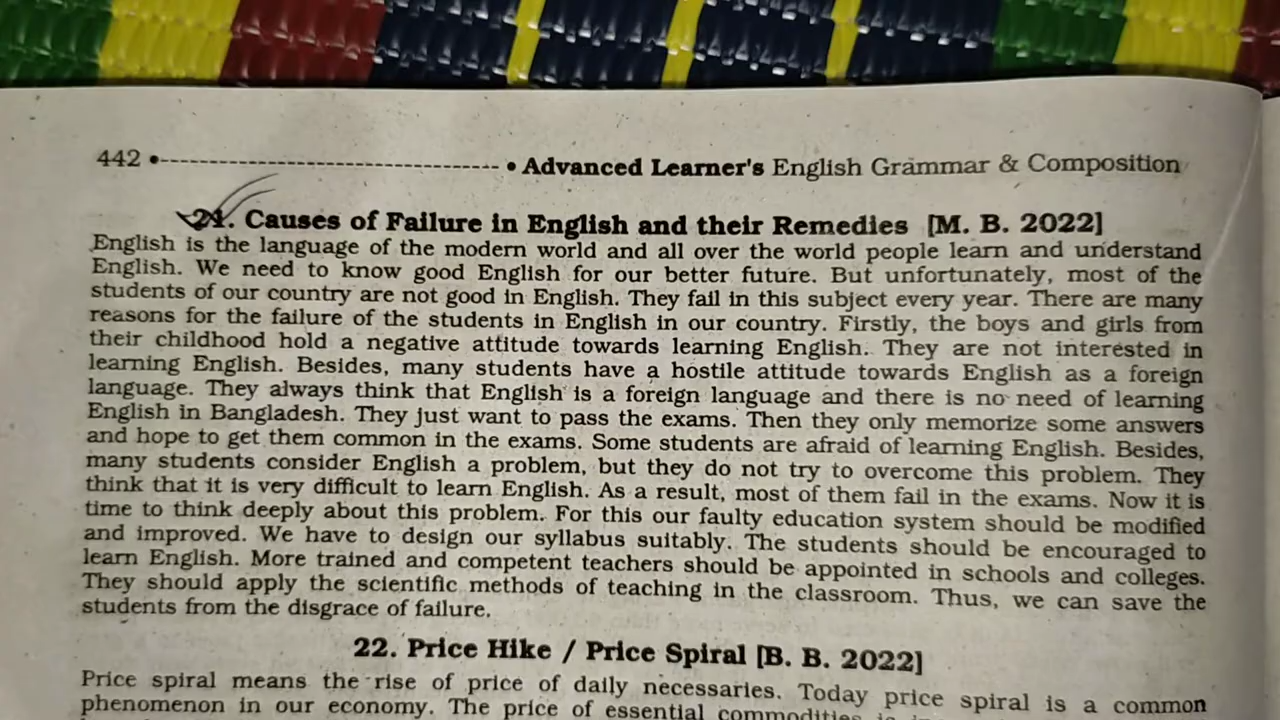 442 •---------------------------------- • Advanced Learner's English Grammar & Composition
21. Causes of Failure in English and their Remedies [M. B. 2022]
English is the language of the modern world and all over the world people learn and understand
English. We need to know good English for our better future. But unfortunately, most of the
students of our country are not good in English. They fail in this subject every year. There are many
reasons for the failure of the students in English in our country. Firstly, the boys and girls from
their childhood hold a negative attitude towards learning English. They are not interested in
learning English. Besides, many students have a hostile attitude towards English as a foreign
language. They always think that English is a foreign language and there is no need of learning
English in Bangladesh. They just want to pass the exams. Then they only memorize some answers
and hope to get them common in the exams. Some students are afraid of learning English. Besides,
many students consider English a problem, but they do not try to overcome this problem. They
think that it is very difficult to learn English. As a result, most of them fail in the exams. Now it is
time to think deeply about this problem. For this our faulty education system should be modified
and improved. We have to design our syllabus suitably. The students should be encouraged to
learn English. More trained and competent teachers should be appointed in schools and colleges.
They should apply the scientific methods of teaching in the classroom. Thus, we can save the
students from the disgrace of failure.
22. Price Hike / Price Spiral [B. B. 2022]
Price spiral means the rise of price of daily necessaries. Today price spiral is a common
phenomenon in our economy. The price of essential commodities